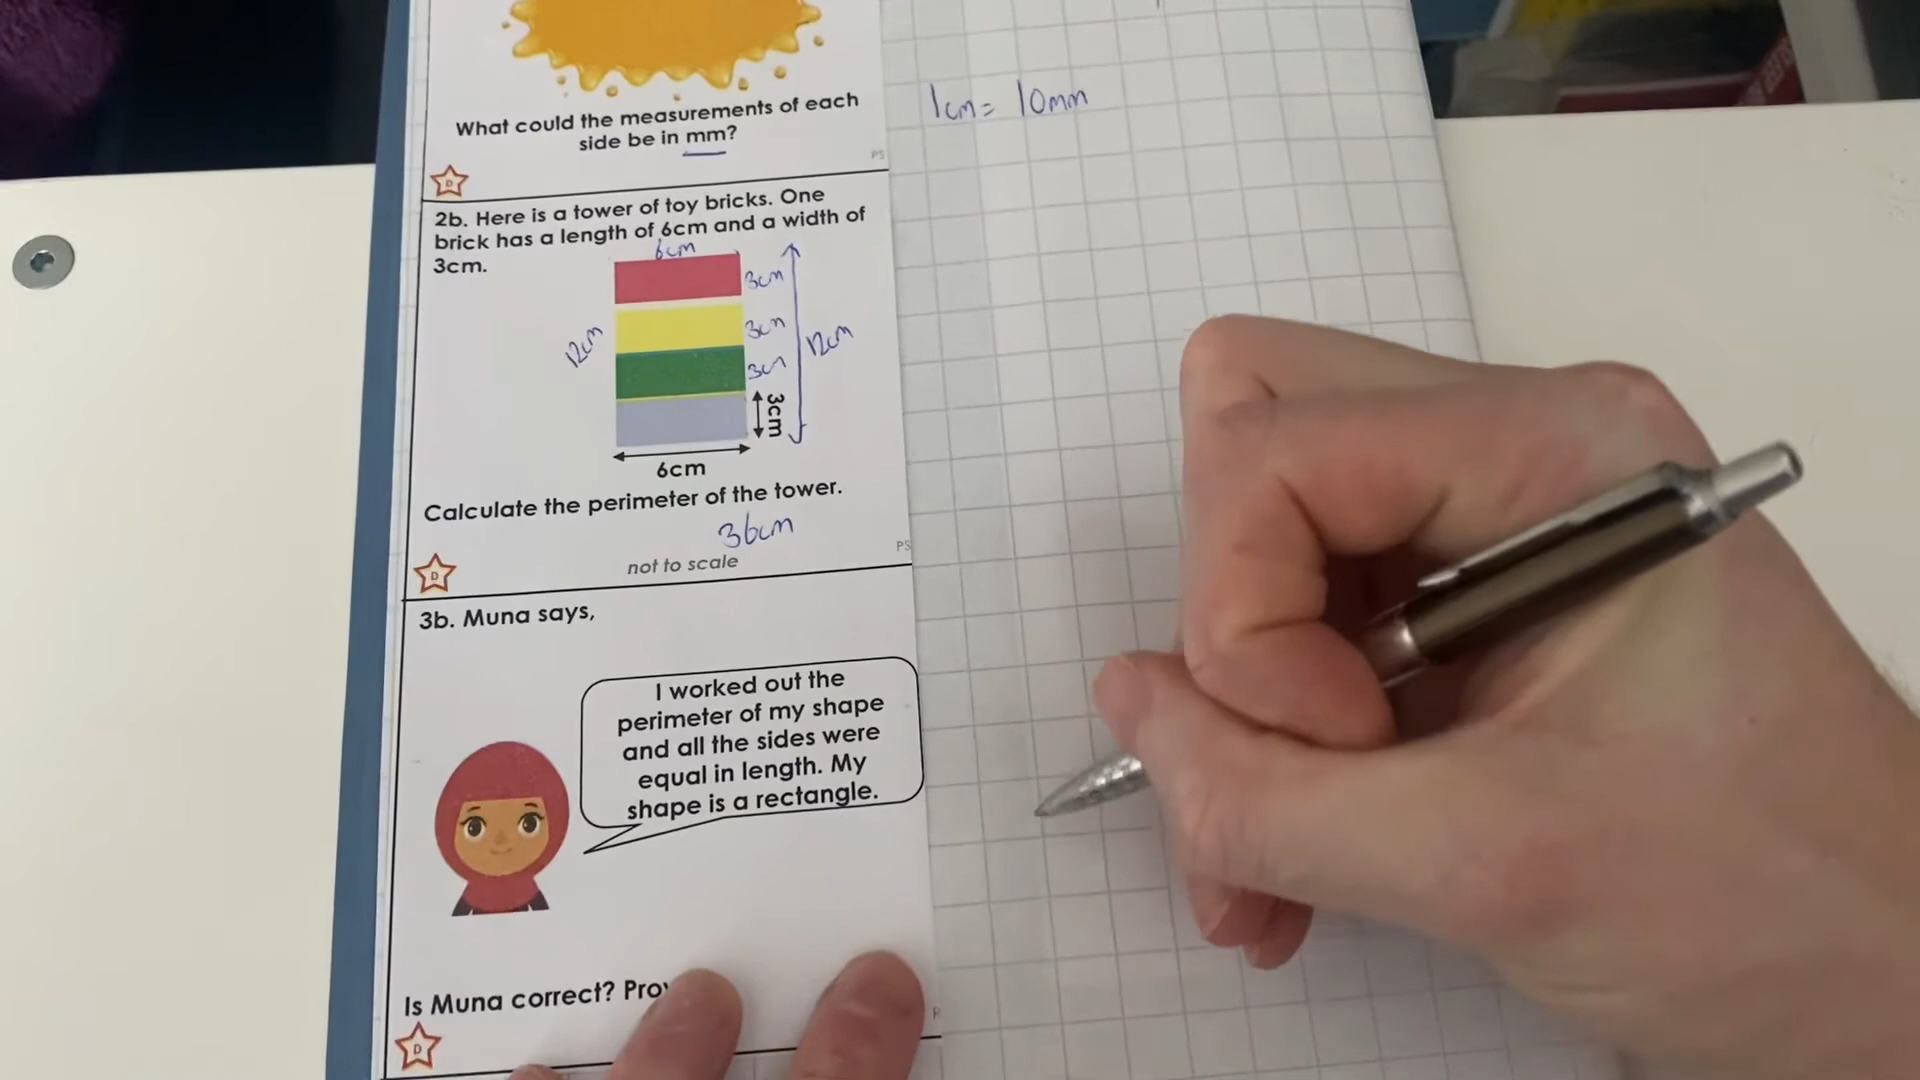 What could the measurements of each
side be in mm?
PS
D
1cm = 10mm
2b. Here is a tower of toy bricks. One
brick has a length of 6cm and a width of
3cm.
6cm
3cm
3cm
3cm
3cm
12cm
12cm
6cm
Calculate the perimeter of the tower.
36cm
not to scale
PS
D
3b. Muna says,
I worked out the
perimeter of my shape
and all the sides were
equal in length. My
shape is a rectangle.
Is Muna correct?
D